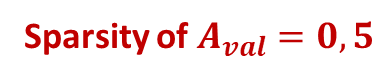 Sparsity of A_val = 0,5